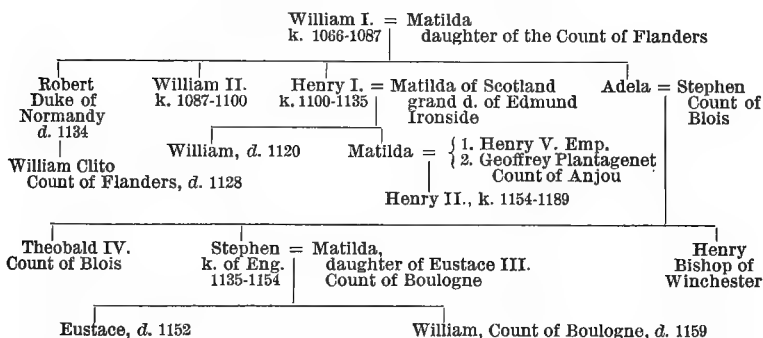 William I. = Matilda
k. 1066-1087 daughter of the Count of Flanders
Robert William II. Henry I. = Matilda of Scotland Adela = Stephen
Duke of k. 1087-1100 k. 1100-1135 grand d. of Edmund Count of
Normandy Ironside Blois
d. 1134
William, d. 1120 Matilda = { 1. Henry V. Emp.
William Clito { 2. Geoffrey Plantagenet
Count of Flanders, d. 1128 Count of Anjou
Henry II., k. 1154-1189
Theobald IV. Stephen = Matilda, Henry
Count of Blois k. of Eng. daughter of Eustace III. Bishop of
1135-1154 Count of Boulogne Winchester
Eustace, d. 1152 William, Count of Boulogne, d. 1159